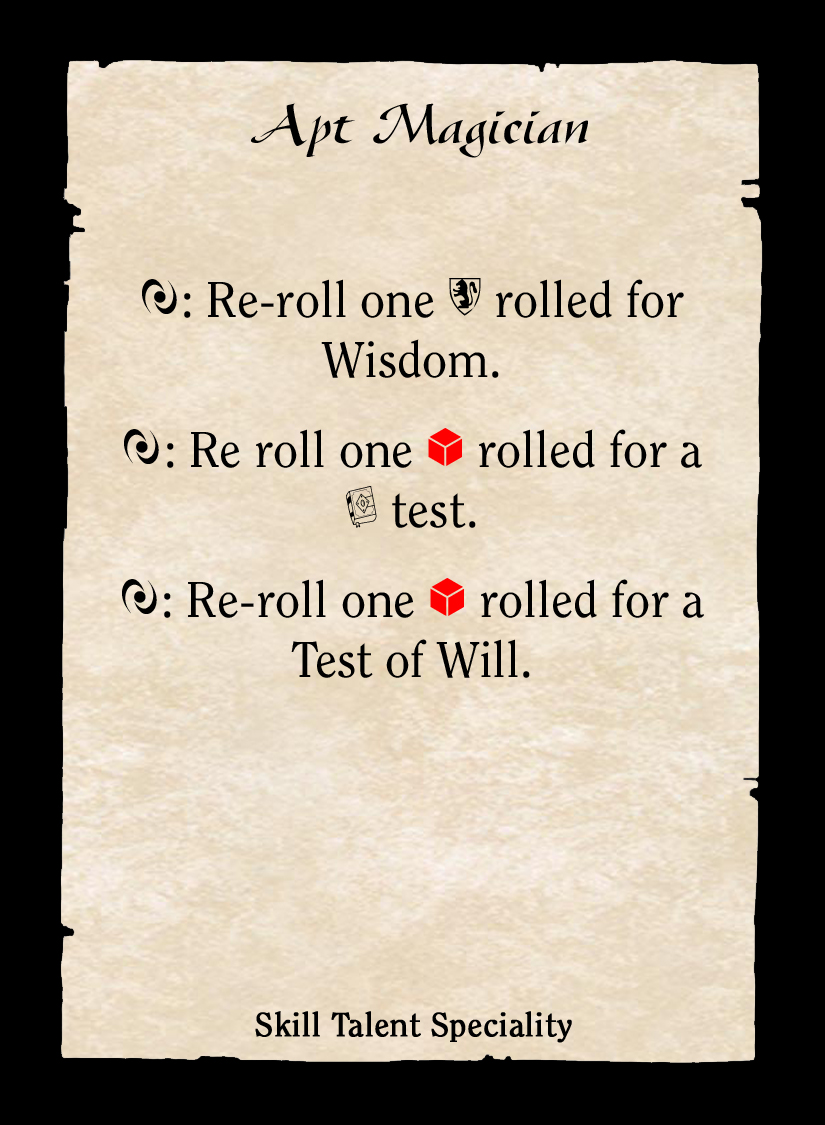 Apt Magician
: Re-roll one rolled for
Wisdom.
: Re roll one rolled for a
test.
: Re-roll one rolled for a
Test of Will.
Skill Talent Speciality